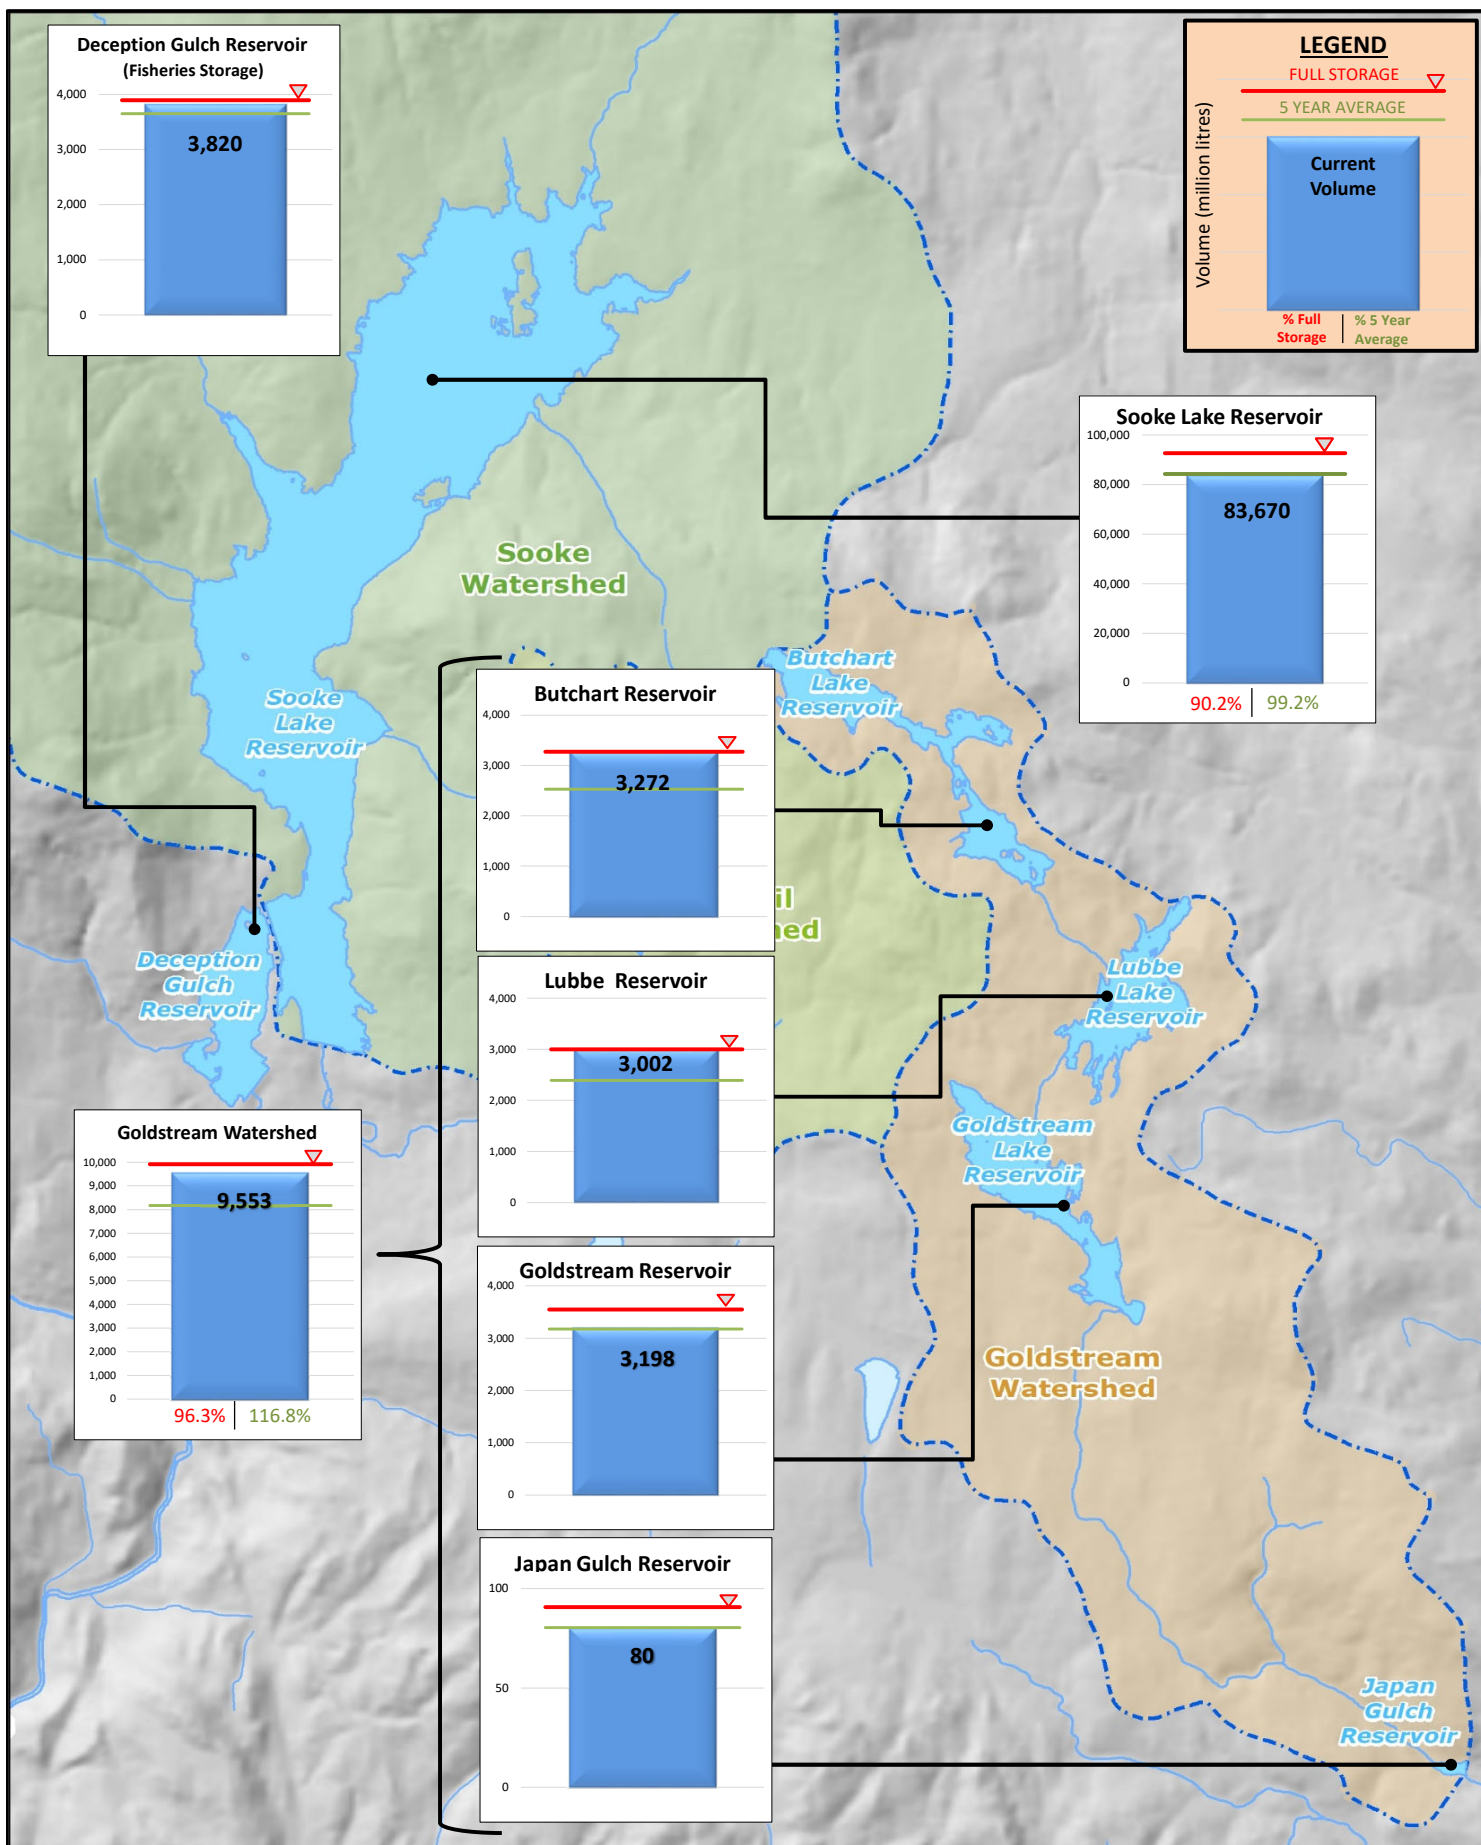 Deception Gulch Reservoir
(Fisheries Storage)
4,000
3,000
2,000
1,000
0
3,820
LEGEND
FULL STORAGE
5 YEAR AVERAGE
Volume (million litres)
Current
Volume
% Full
Storage
% 5 Year
Average
Sooke Lake Reservoir
100,000
80,000
60,000
40,000
20,000
0
83,670
90.2%
99.2%
Sooke
Watershed
Sooke
Lake
Reservoir
Butchart
Lake
Reservoir
Butchart Reservoir
4,000
3,000
2,000
1,000
0
3,272
il
hed
Deception
Gulch
Reservoir
Lubbe
Lake
Reservoir
Lubbe Reservoir
4,000
3,000
2,000
1,000
0
3,002
Goldstream Watershed
10,000
9,000
8,000
7,000
6,000
5,000
4,000
3,000
2,000
1,000
0
9,553
96.3%
116.8%
Goldstream
Lake
Reservoir
Goldstream Reservoir
4,000
3,000
2,000
1,000
0
3,198
Goldstream
Watershed
Japan Gulch Reservoir
100
50
0
80
Japan
Gulch
Reservoir